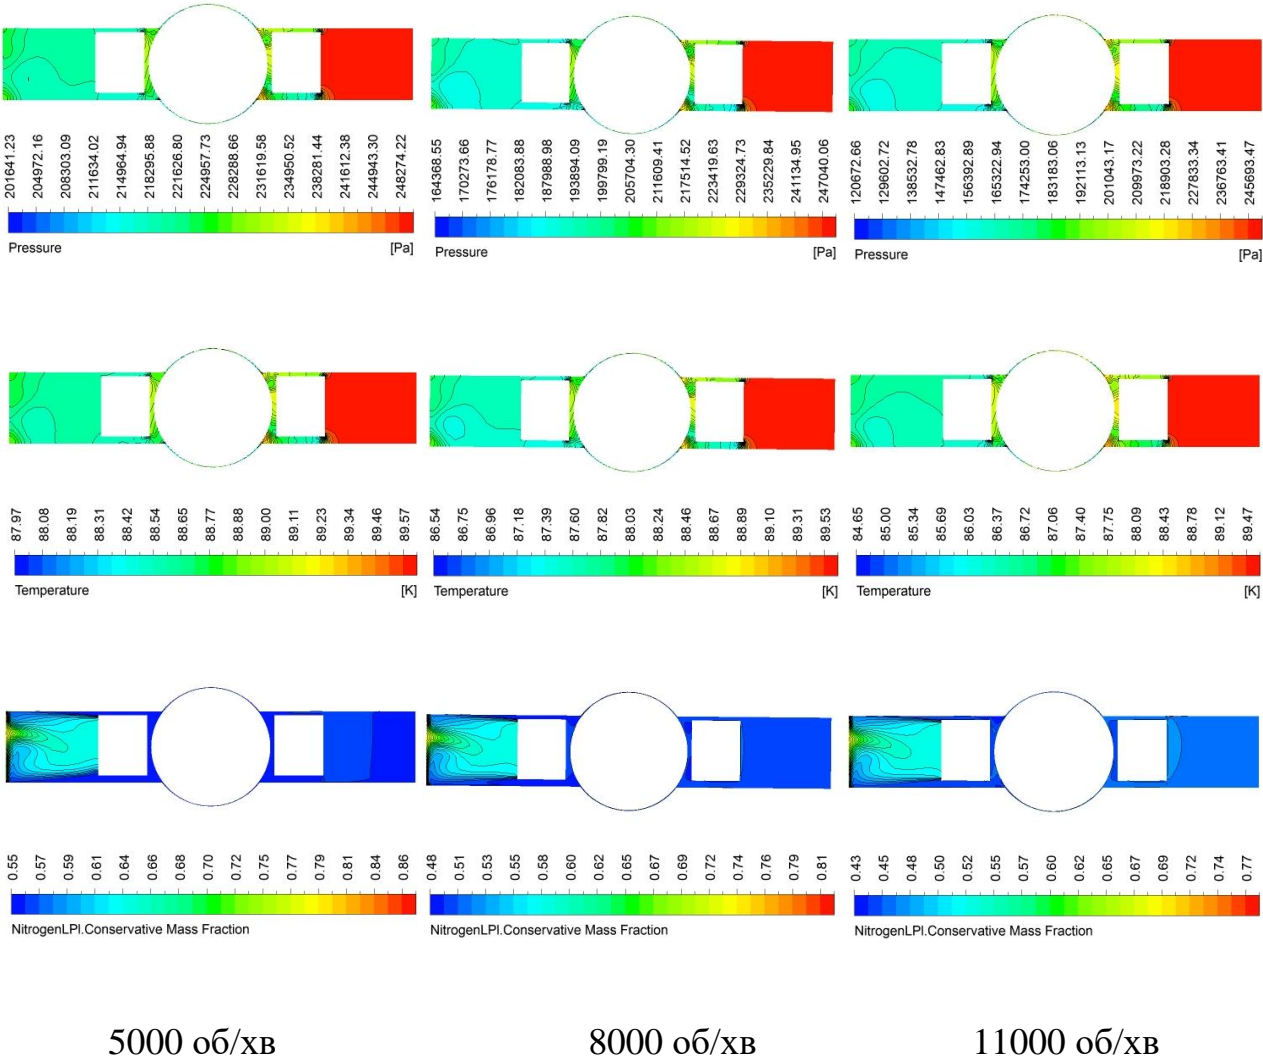 201641.23 204972.16 208303.09 211634.02 214964.94 218295.88 221626.80 224957.73 228288.66 231619.58 234950.52 238281.44 241612.38 244943.30 248274.22
Pressure [Pa]
164368.55 170273.66 176178.77 182083.88 187988.98 193894.09 199799.19 205704.30 211609.41 217514.52 223419.63 229324.73 235229.84 241134.95 247040.06
Pressure [Pa]
120672.66 129602.72 138532.78 147462.83 156392.89 165322.94 174253.00 183183.06 192113.13 201043.17 209973.22 218903.28 227833.34 236763.41 245693.47
Pressure [Pa]
87.97 88.08 88.19 88.31 88.42 88.54 88.65 88.77 88.88 89.00 89.11 89.23 89.34 89.46 89.57
Temperature [K]
86.54 86.75 86.96 87.18 87.39 87.60 87.82 88.03 88.24 88.46 88.67 88.89 89.10 89.31 89.53
Temperature [K]
84.65 85.00 85.34 85.69 86.03 86.37 86.72 87.06 87.40 87.75 88.09 88.43 88.78 89.12 89.47
Temperature [K]
0.55 0.57 0.59 0.61 0.64 0.66 0.68 0.70 0.72 0.75 0.77 0.79 0.81 0.84 0.86
NitrogenLPI.Conservative Mass Fraction
0.48 0.51 0.53 0.55 0.58 0.60 0.62 0.65 0.67 0.69 0.72 0.74 0.76 0.79 0.81
NitrogenLPI.Conservative Mass Fraction
0.43 0.45 0.48 0.50 0.52 0.55 0.57 0.60 0.62 0.65 0.67 0.69 0.72 0.74 0.77
NitrogenLPI.Conservative Mass Fraction
5000 об/хв 8000 об/хв 11000 об/хв